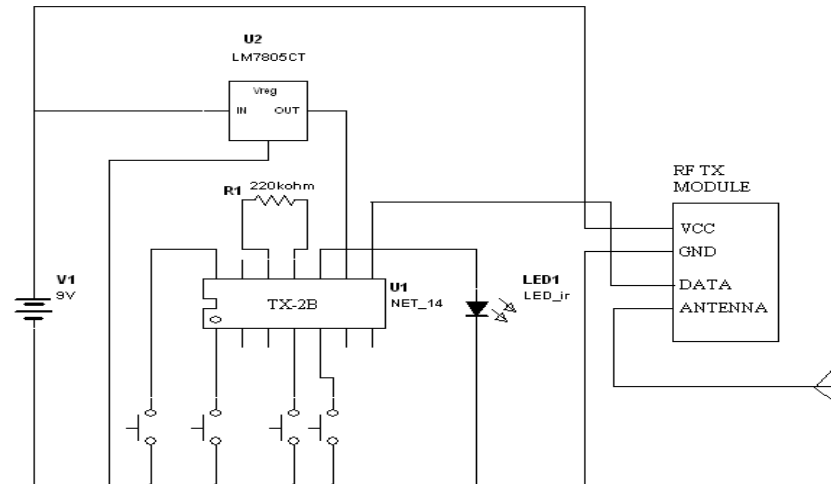 U2
LM7805CT
Vreg
IN OUT
R1 220kohm
V1
9V
U1
NET_14
TX-2B
LED1
LED_ir
RF TX
MODULE
VCC
GND
DATA
ANTENNA